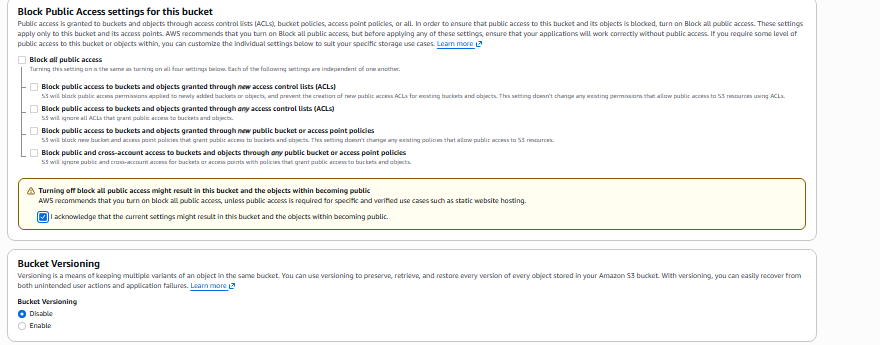 Block Public Access settings for this bucket
Public access is granted to buckets and objects through access control lists (ACLs), bucket policies, access point policies, or all. In order to ensure that public access to this bucket and its objects is blocked, turn on Block all public access. These settings
apply only to this bucket and its access points. AWS recommends that you turn on Block all public access, but before applying any of these settings, ensure that your applications will work correctly without public access. If you require some level of
public access to this bucket or objects within, you can customize the individual settings below to suit your specific storage use cases. Learn more
Block all public access
Turning this setting on is the same as turning on all four settings below. Each of the following settings are independent of one another.
Block public access to buckets and objects granted through new access control lists (ACLs)
S3 will block public access permissions applied to newly added buckets or objects, and prevent the creation of new public access ACLs for existing buckets and objects. This setting doesn't change any existing permissions that allow public access to S3 resources using ACLs.
Block public access to buckets and objects granted through any access control lists (ACLs)
S3 will ignore all ACLs that grant public access to buckets and objects.
Block public access to buckets and objects granted through new public bucket or access point policies
S3 will block new bucket and access point policies that grant public access to buckets and objects. This setting doesn't change any existing policies that allow public access to S3 resources.
Block public and cross-account access to buckets and objects through any public bucket or access point policies
S3 will ignore public and cross-account access for buckets or access points with policies that grant public access to buckets and objects.
Turning off block all public access might result in this bucket and the objects within becoming public
AWS recommends that you turn on block all public access, unless public access is required for specific and verified use cases such as static website hosting.
I acknowledge that the current settings might result in this bucket and the objects within becoming public.
Bucket Versioning
Versioning is a means of keeping multiple variants of an object in the same bucket. You can use versioning to preserve, retrieve, and restore every version of every object stored in your Amazon S3 bucket. With versioning, you can easily recover from
both unintended user actions and application failures. Learn more
Bucket Versioning
Disable
Enable